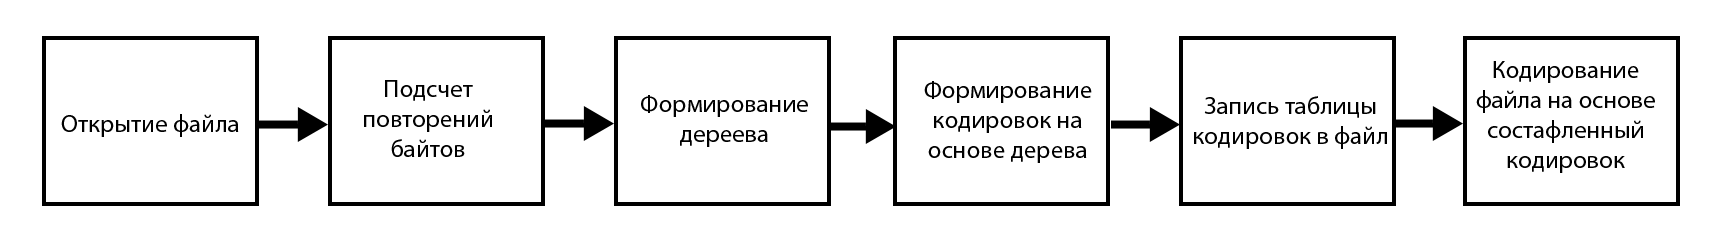 Открытие файла
Подсчет
повторений
байтов
Формирование
дереева
Формирование
кодировок на
основе дерева
Запись таблицы
кодировок в файл
Кодирование
файла на основе
состафленный
кодировок